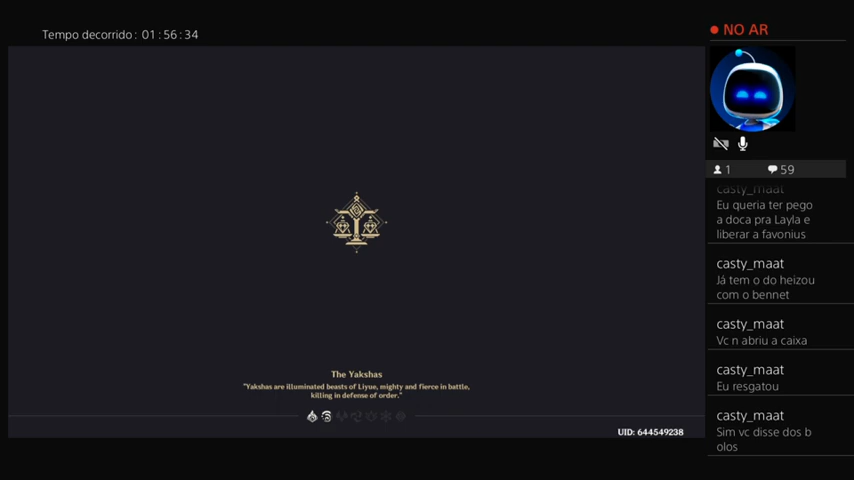 Tempo decorrido: 01:56:34
NO AR
1 59
casty_maat
Eu queria ter pego
a doca pra Layla e
liberar a favonius
casty_maat
Já tem o do heizou
com o bennet
casty_maat
Vc n abriu a caixa
casty_maat
Eu resgatou
casty_maat
Sim vc disse dos b
olos
The Yakshas
"Yakshas are illuminated beasts of Liyue, mighty and fierce in battle,
killing in defense of order."
UID: 644549238